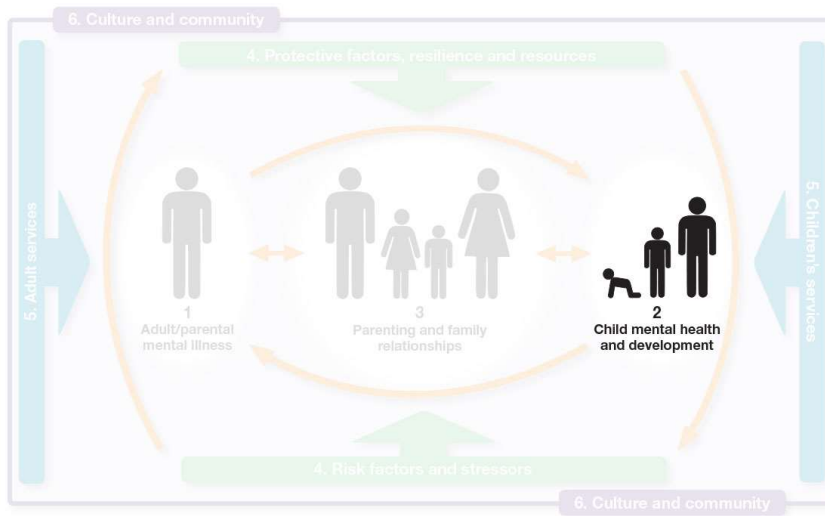 6. Culture and community
4. Protective factors, resilience and resources
5. Adult services
5. Children's services
1
Adult/parental
mental illness
3
Parenting and family
relationships
2
Child mental health
and development
4. Risk factors and stressors
6. Culture and community